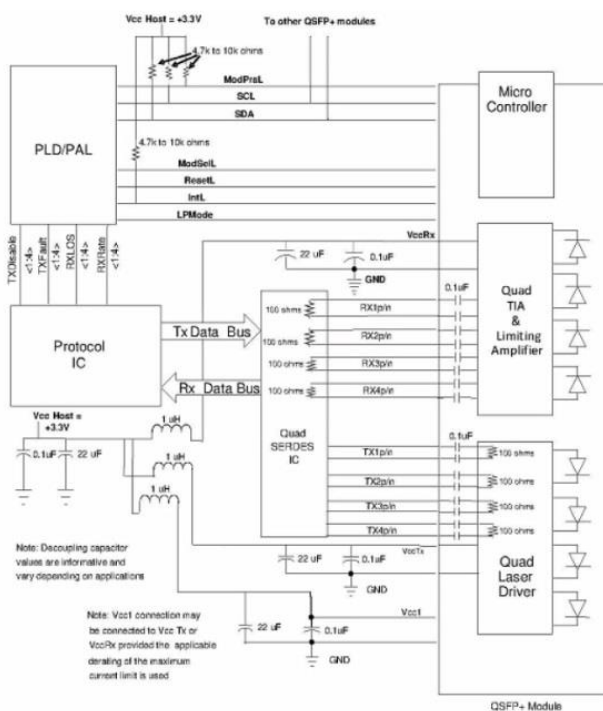 Vcc Host = +3.3V
To other QSFP+ modules
4.7k to 10k ohms
ModPrsL
SCL
SDA
PLD/PAL
4.7k to 10k ohms
ModSelL
ResetL
IntL
LPMode
Micro
Controller
TXDisable
<1:4>
TXFault
<1:4>
RXLOS
<1:4>
RXRate
<1:4>
VccRx
22 uF
0.1uF
GND
Protocol
IC
Tx Data Bus
Rx Data Bus
100 ohms
100 ohms
100 ohms
100 ohms
Quad
SERDES
IC
RX1p/n
RX2p/n
RX3p/n
RX4p/n
0.1uF
Quad
TIA
&
Limiting
Amplifier
Vcc Host =
+3.3V
0.1uF
22 uF
1 uH
1 uH
1 uH
TX1p/n
TX2p/n
TX3p/n
TX4p/n
0.1uF
100 ohms
100 ohms
100 ohms
100 ohms
Quad
Laser
Driver
VccTx
22 uF
0.1uF
GND
Note: Decoupling capacitor
values are informative and
vary depending on applications
Vcc1
22 uF
0.1uF
GND
Note: Vcc1 connection may
be connected to Vcc Tx or
VccRx provided the applicable
derating of the maximum
current limit is used
QSFP+ Module